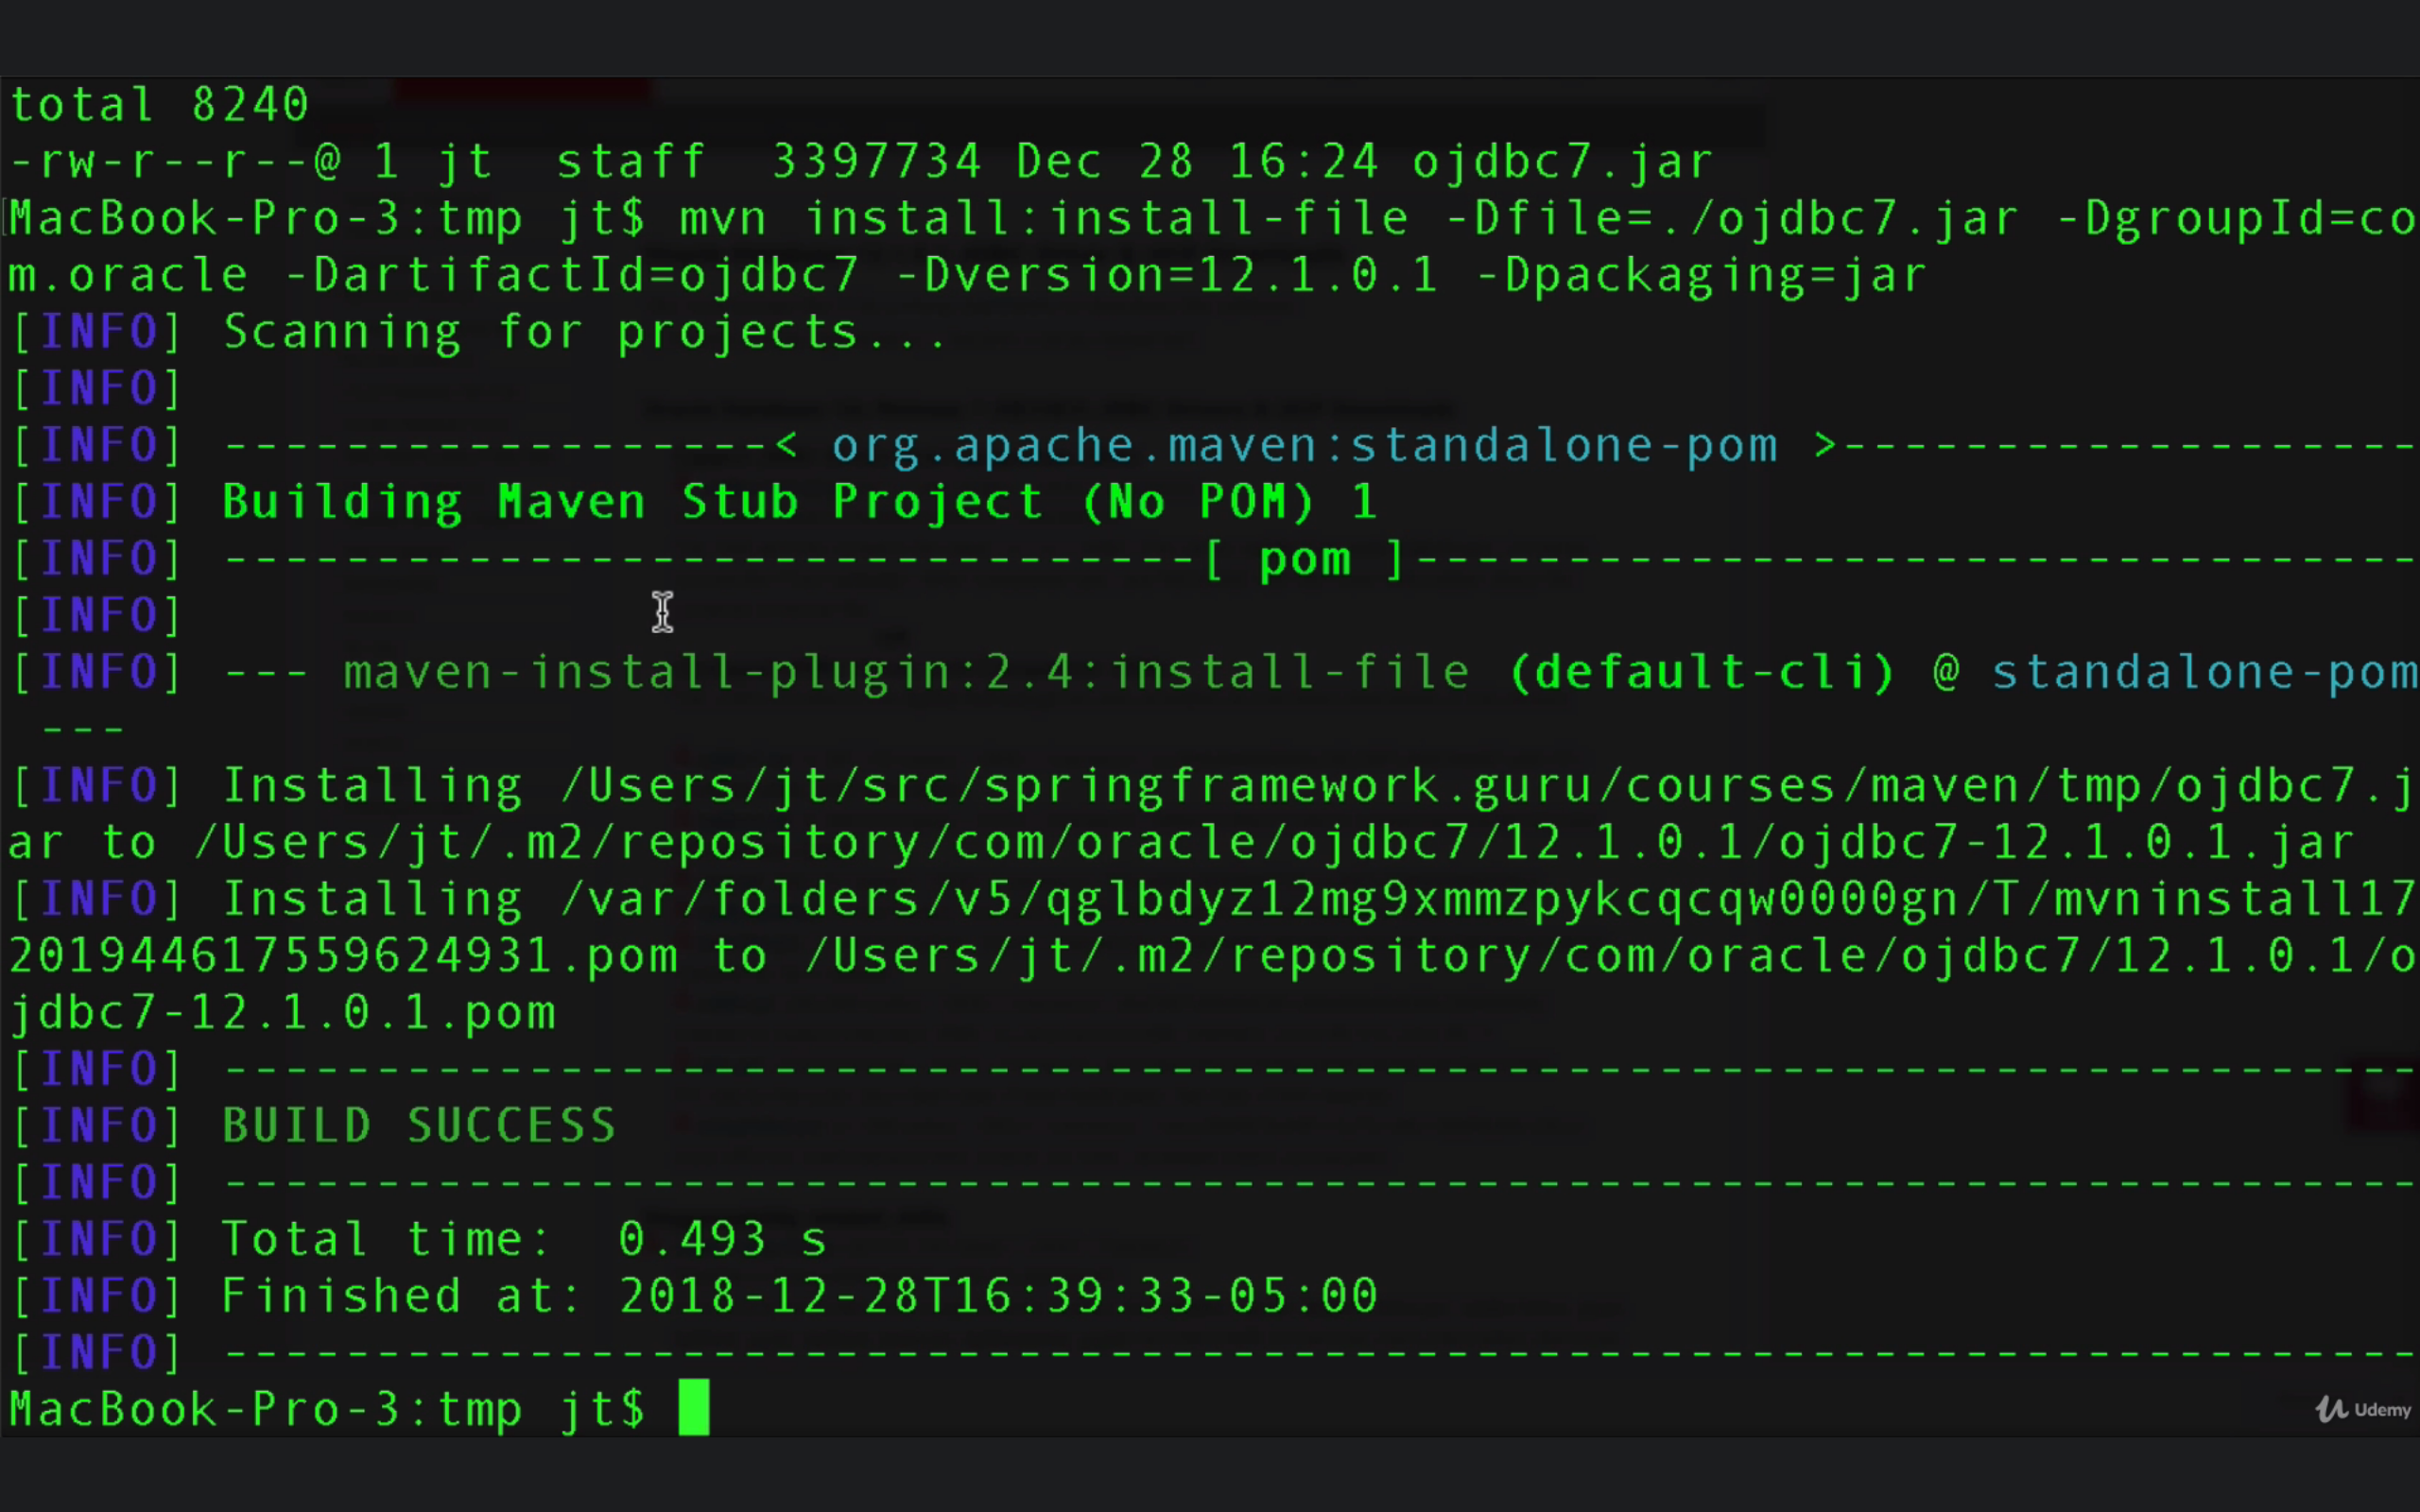 total 8240
-rw-r--r--@ 1 jt  staff  3397734 Dec 28 16:24 ojdbc7.jar
MacBook-Pro-3:tmp jt$ mvn install:install-file -Dfile=./ojdbc7.jar -DgroupId=co
m.oracle -DartifactId=ojdbc7 -Dversion=12.1.0.1 -Dpackaging=jar
[INFO] Scanning for projects...
[INFO]
[INFO] ------------------< org.apache.maven:standalone-pom >-------------------
[INFO] Building Maven Stub Project (No POM) 1
[INFO] --------------------------------[ pom ]---------------------------------
[INFO]
[INFO] --- maven-install-plugin:2.4:install-file (default-cli) @ standalone-pom
 ---
[INFO] Installing /Users/jt/src/springframework.guru/courses/maven/tmp/ojdbc7.j
ar to /Users/jt/.m2/repository/com/oracle/ojdbc7/12.1.0.1/ojdbc7-12.1.0.1.jar
[INFO] Installing /var/folders/v5/qglbdyz12mg9xmmzpykcqcqw0000gn/T/mvninstall17
201944617559624931.pom to /Users/jt/.m2/repository/com/oracle/ojdbc7/12.1.0.1/o
jdbc7-12.1.0.1.pom
[INFO] ------------------------------------------------------------------------
[INFO] BUILD SUCCESS
[INFO] ------------------------------------------------------------------------
[INFO] Total time:  0.493 s
[INFO] Finished at: 2018-12-28T16:39:33-05:00
[INFO] ------------------------------------------------------------------------
MacBook-Pro-3:tmp jt$
Udemy